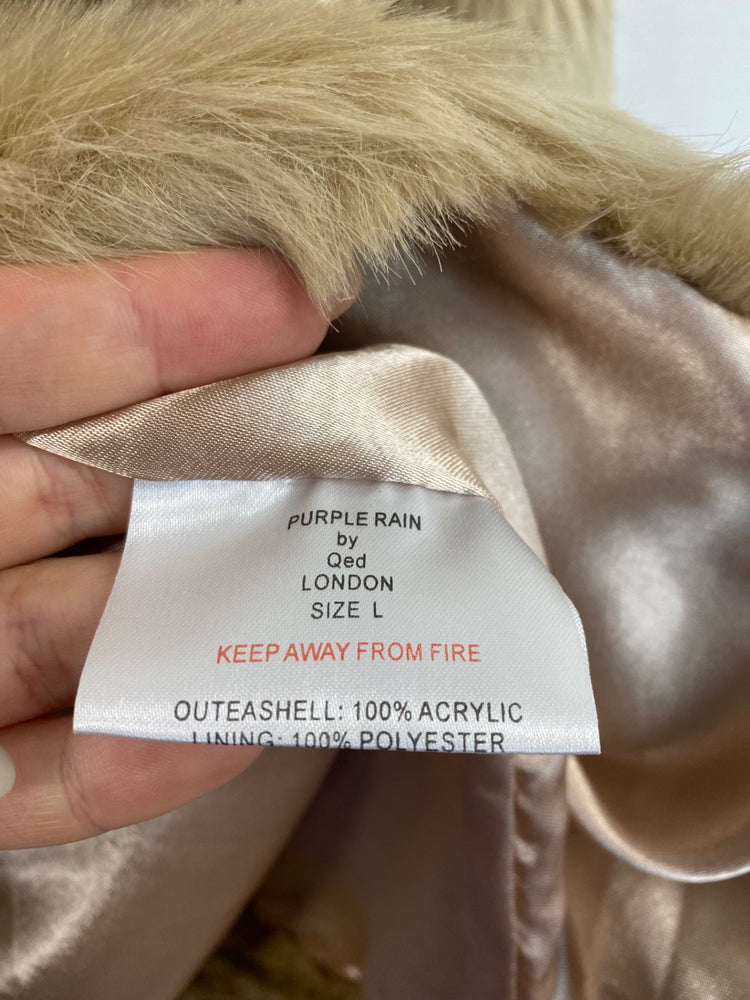 PURPLE RAIN
by
Qed
LONDON
SIZE L
KEEP AWAY FROM FIRE
OUTEASHELL: 100% ACRYLIC
LINING: 100% POLYESTER